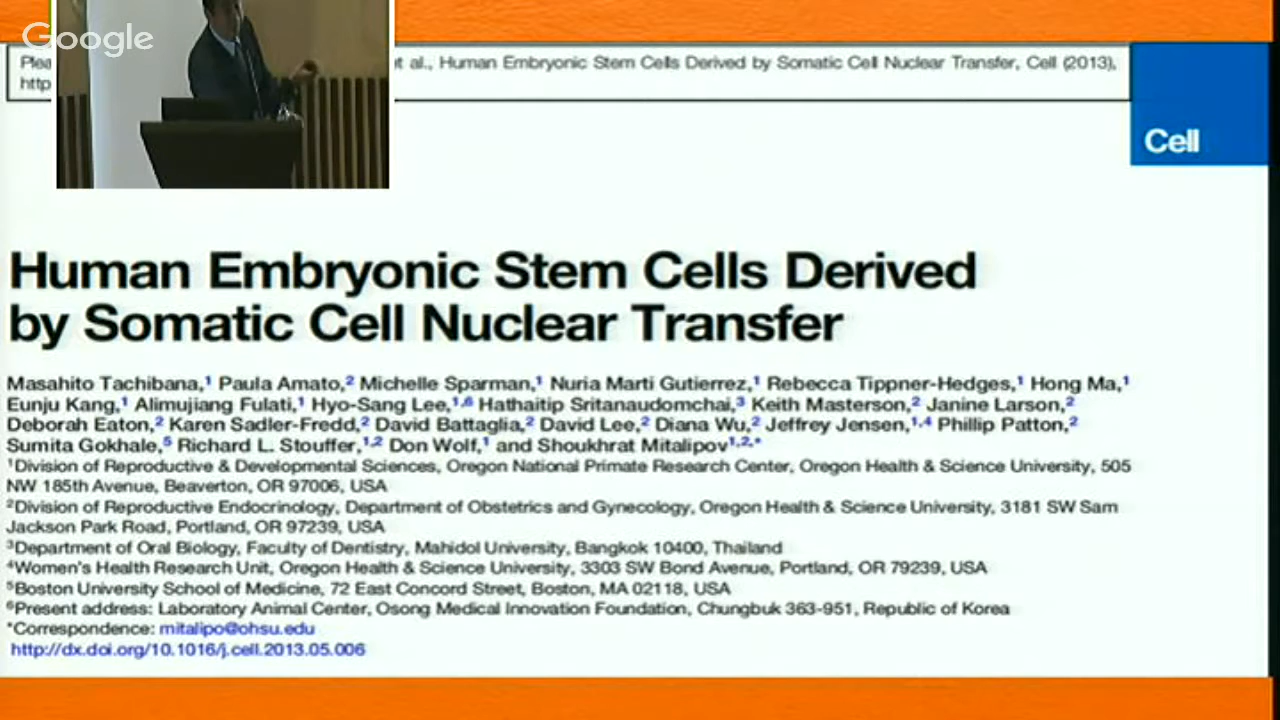 Google
Plea et al., Human Embryonic Stem Cells Derived by Somatic Cell Nuclear Transfer, Cell (2013),
http
Cell
Human Embryonic Stem Cells Derived
by Somatic Cell Nuclear Transfer
Masahito Tachibana,¹ Paula Amato,² Michelle Sparman,¹ Nuria Marti Gutierrez,¹ Rebecca Tippner-Hedges,¹ Hong Ma,¹
Eunju Kang,¹ Alimujiang Fulati,¹ Hyo-Sang Lee,¹,⁶ Hathaitip Sritanaudomchai,³ Keith Masterson,² Janine Larson,²
Deborah Eaton,² Karen Sadler-Fredd,² David Battaglia,² David Lee,² Diana Wu,² Jeffrey Jensen,¹,⁴ Phillip Patton,²
Sumita Gokhale,⁵ Richard L. Stouffer,¹,² Don Wolf,¹ and Shoukhrat Mitalipov¹,²,*
¹Division of Reproductive & Developmental Sciences, Oregon National Primate Research Center, Oregon Health & Science University, 505
NW 185th Avenue, Beaverton, OR 97006, USA
²Division of Reproductive Endocrinology, Department of Obstetrics and Gynecology, Oregon Health & Science University, 3181 SW Sam
Jackson Park Road, Portland, OR 97239, USA
³Department of Oral Biology, Faculty of Dentistry, Mahidol University, Bangkok 10400, Thailand
⁴Women's Health Research Unit, Oregon Health & Science University, 3303 SW Bond Avenue, Portland, OR 79239, USA
⁵Boston University School of Medicine, 72 East Concord Street, Boston, MA 02118, USA
⁶Present address: Laboratory Animal Center, Osong Medical Innovation Foundation, Chungbuk 363-951, Republic of Korea
*Correspondence: mitalipo@ohsu.edu
http://dx.doi.org/10.1016/j.cell.2013.05.006